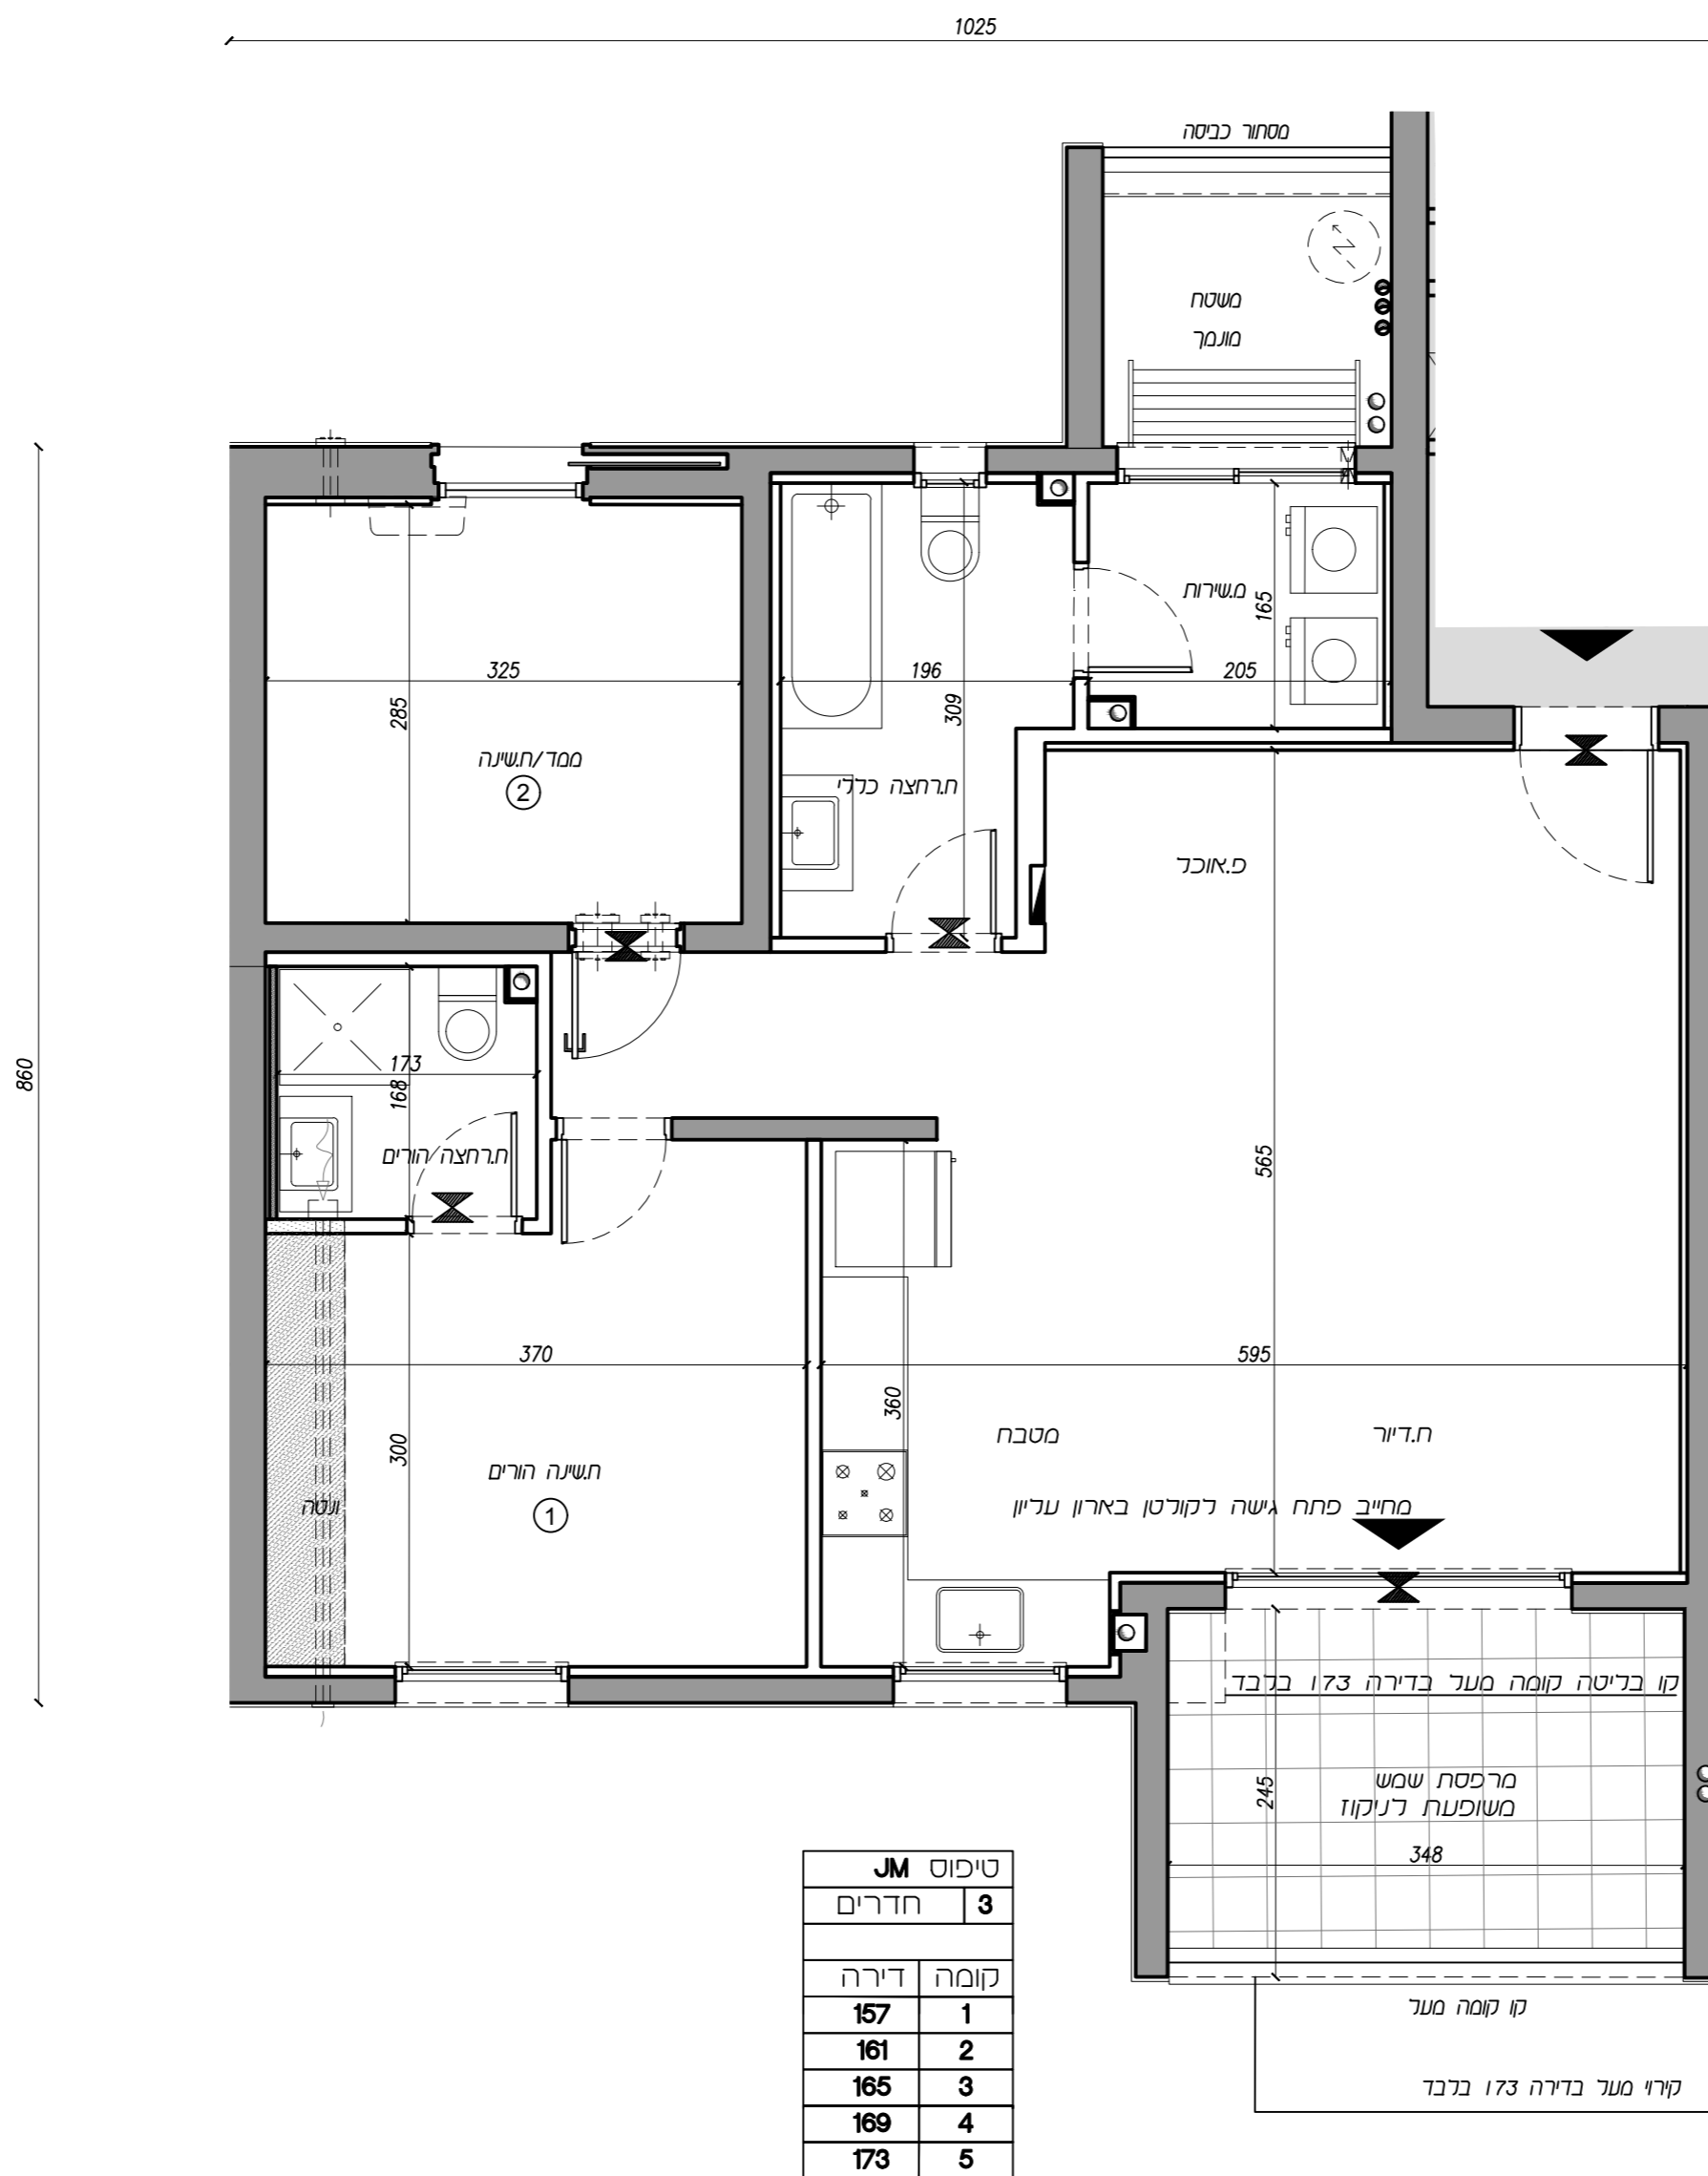 1025
מסתור כביסה
משטח
מונמך
מ.שירות
165
205
196
309
325
285
ממד/ח.שינה
2
ח.רחצה כללי
פ.אוכל
860
173
168
ח.רחצה הורים
565
370
595
360
300
מטבח
ח.דיור
ח.שינה הורים
1
ונטה
מחייב פתח גישה לקולטן בארון עליון
קו בליטה קומה מעל בדירה 173 בלבד
245
מרפסת שמש
משופעת לניקוז
348
טיפוס JM
3 חדרים
קומה דירה
1 157
2 161
3 165
4 169
5 173
קו קומה מעל
קירוי מעל בדירה 173 בלבד